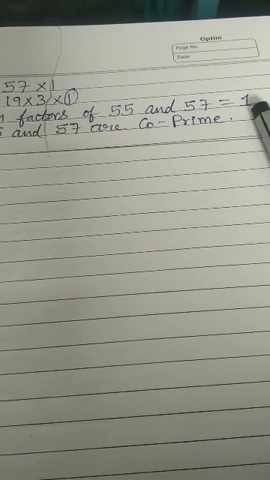 Optim
Page No.
Date
57 × 1
19 × 3 × 1
factors of 55 and 57 = 1
and 57 are Co-Prime.